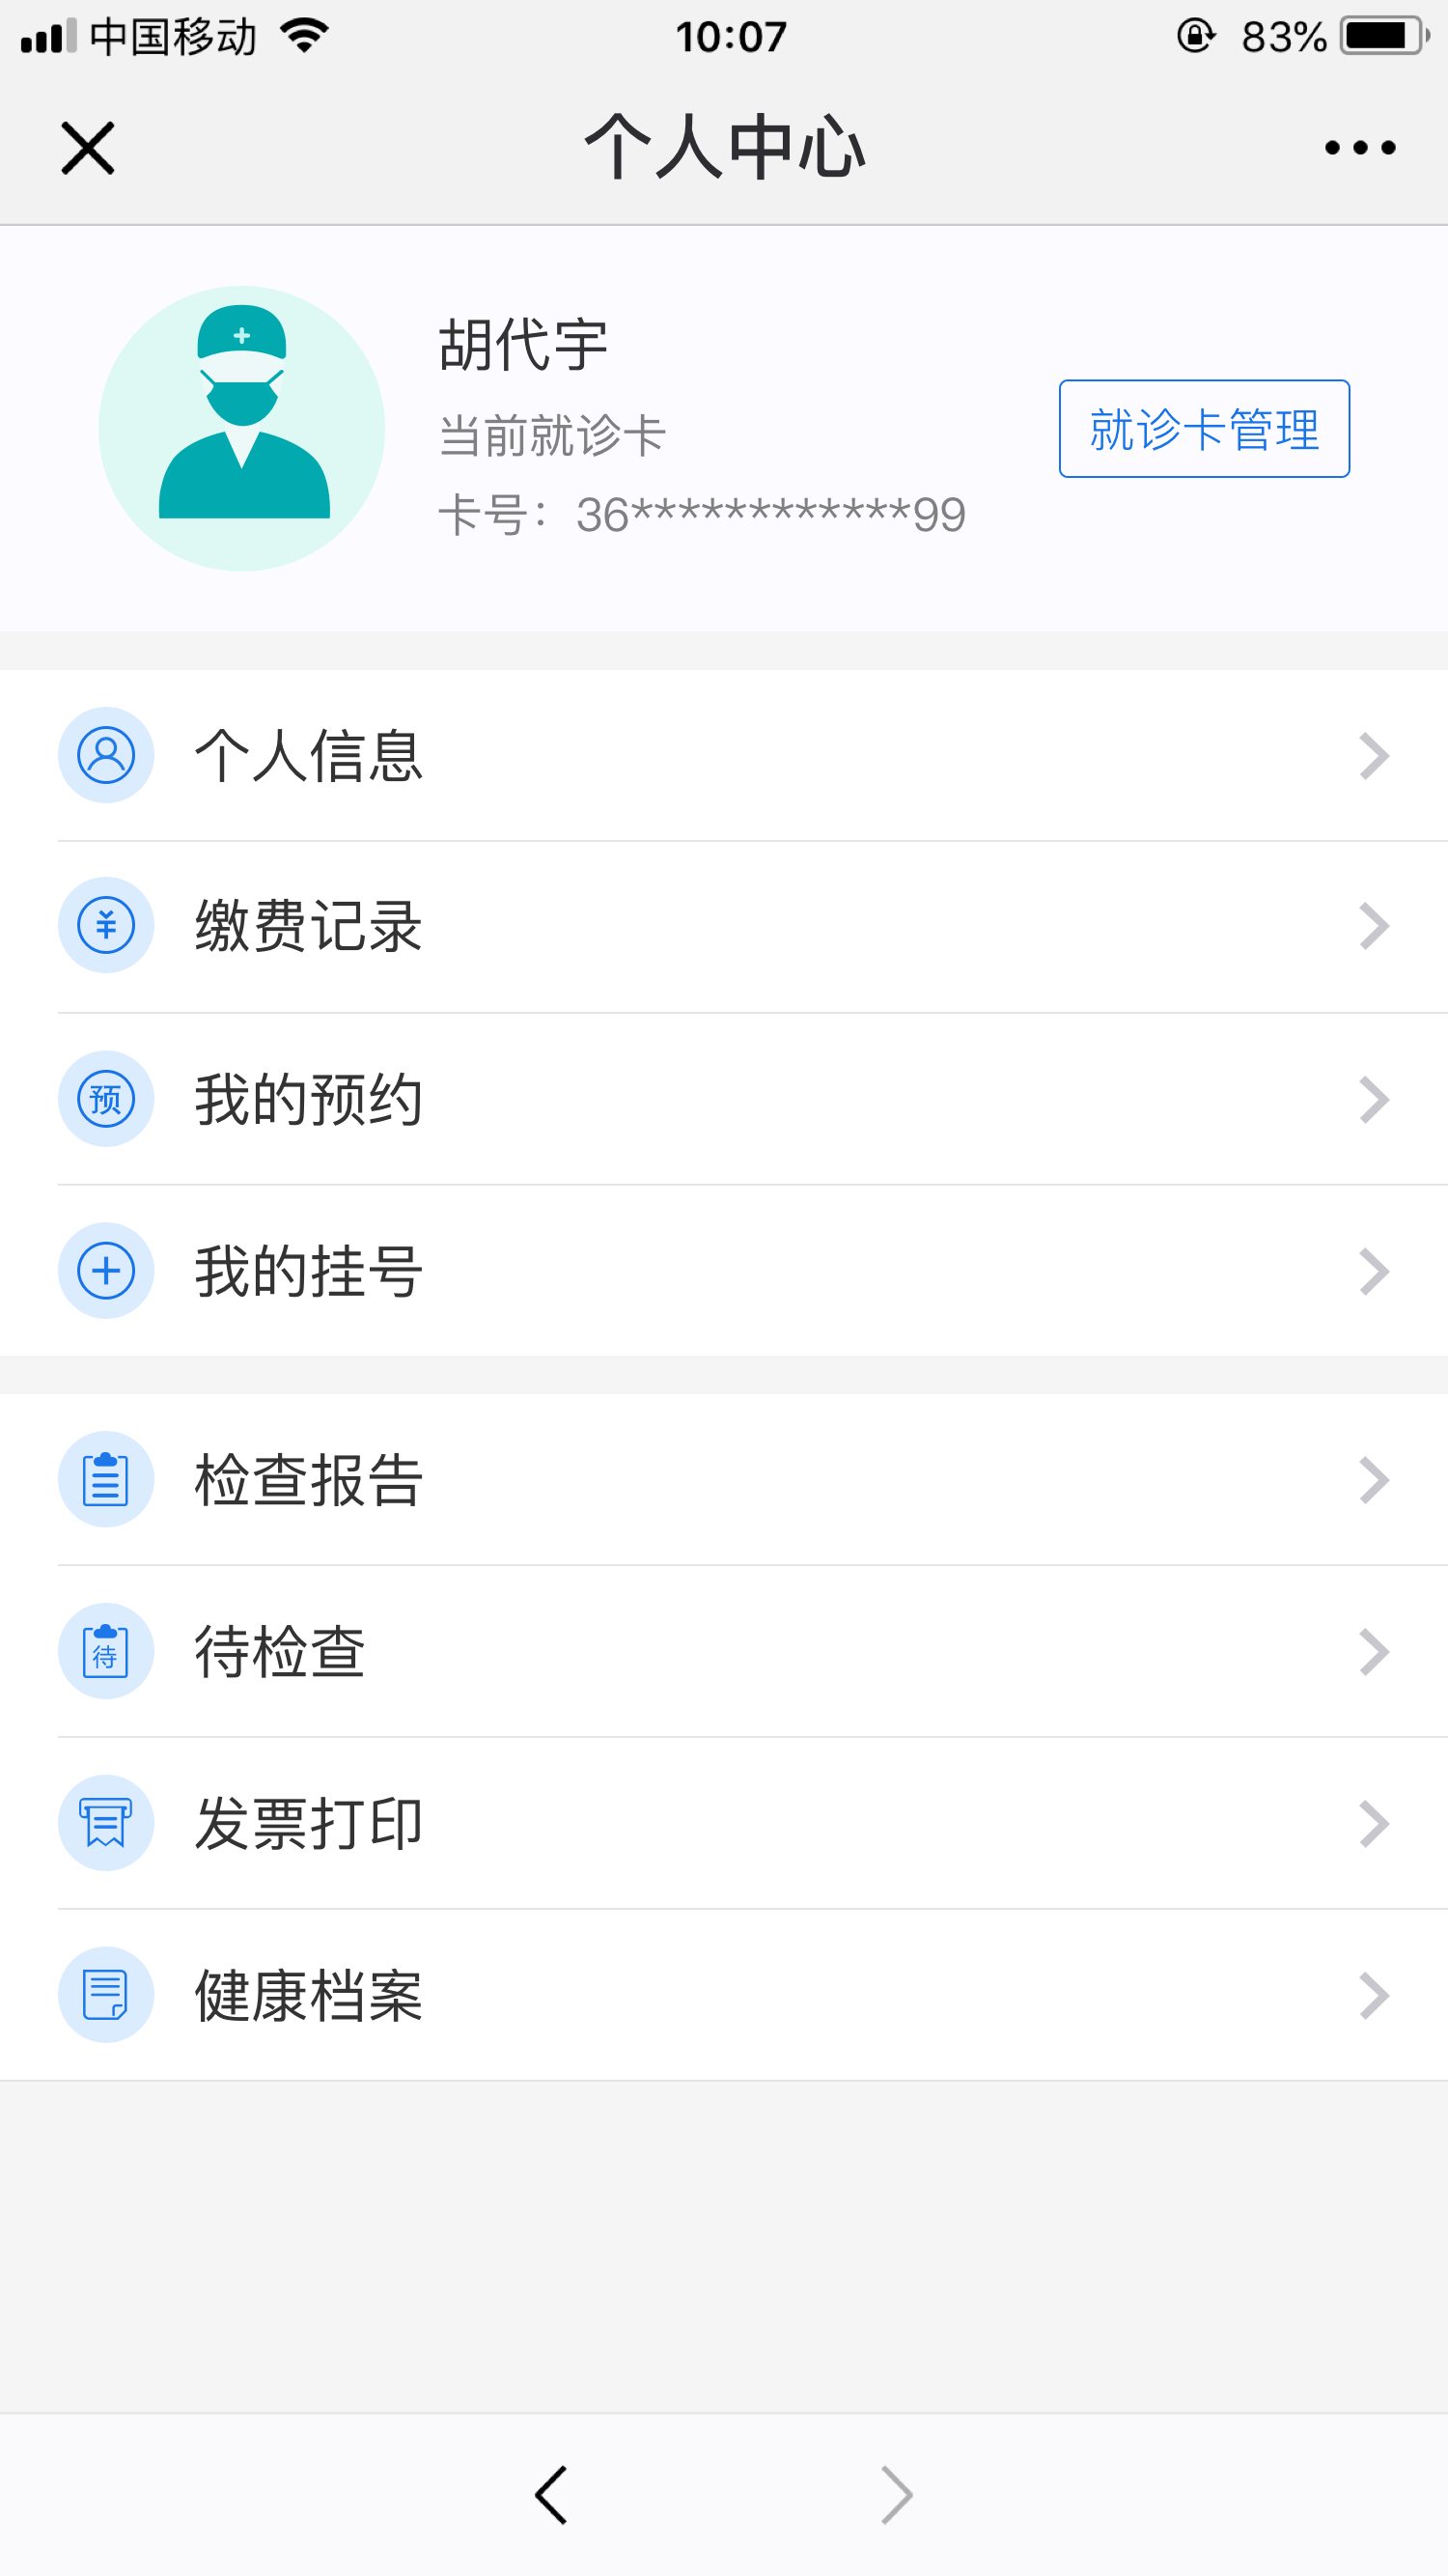 中国移动 10:07 83%
个人中心
胡代宇
当前就诊卡
就诊卡管理
卡号：36************99
个人信息
缴费记录
预 我的预约
我的挂号
检查报告
待 待检查
发票打印
健康档案